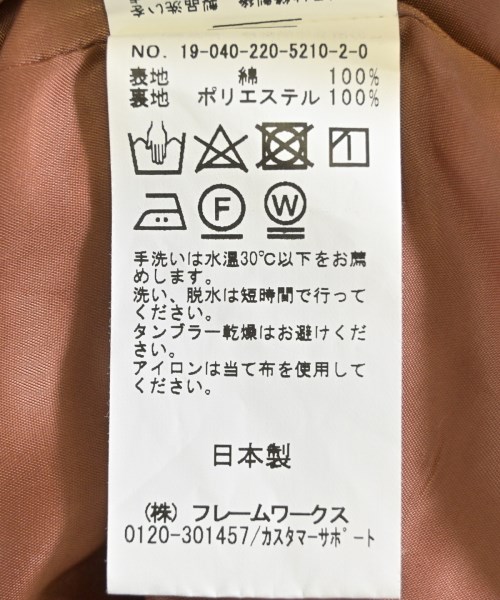 NO. 19-040-220-5210-2-0
表地 綿 100%
裏地 ポリエステル 100%
F W
手洗いは水温30℃以下をお薦
めします。
洗い、脱水は短時間で行って
ください。
タンブラー乾燥はお避けくだ
さい。
アイロンは当て布を使用して
ください。
日本製
(株) フレームワークス
0120-301457/カスタマーサポート